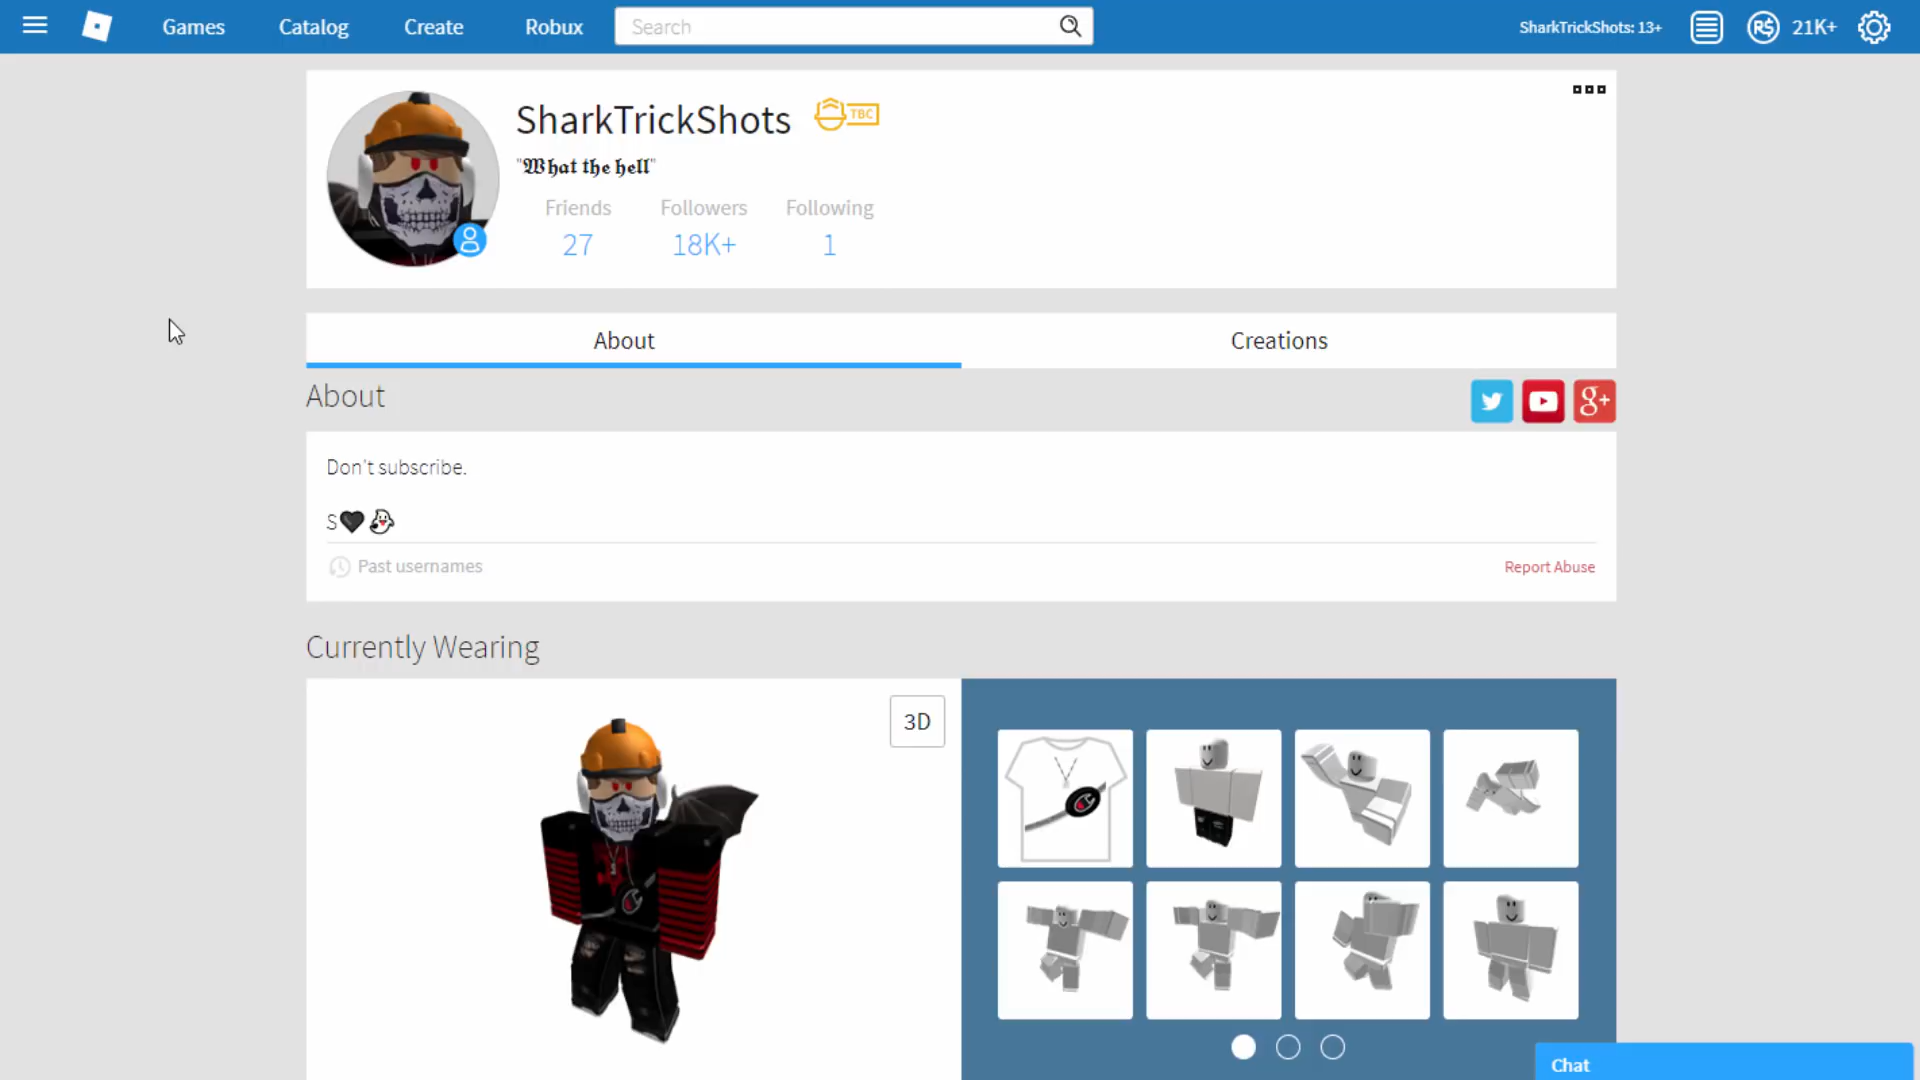 Games Catalog Create Robux Search SharkTrickShots: 13+ R$ 21K+
SharkTrickShots TBC
"𝖂𝖍𝖆𝖙 𝖙𝖍𝖊 𝖍𝖊𝖑𝖑"
Friends Followers Following
27 18K+ 1
About Creations
About
g+
Don't subscribe.
S🖤👻
Past usernames Report Abuse
Currently Wearing
3D
Chat